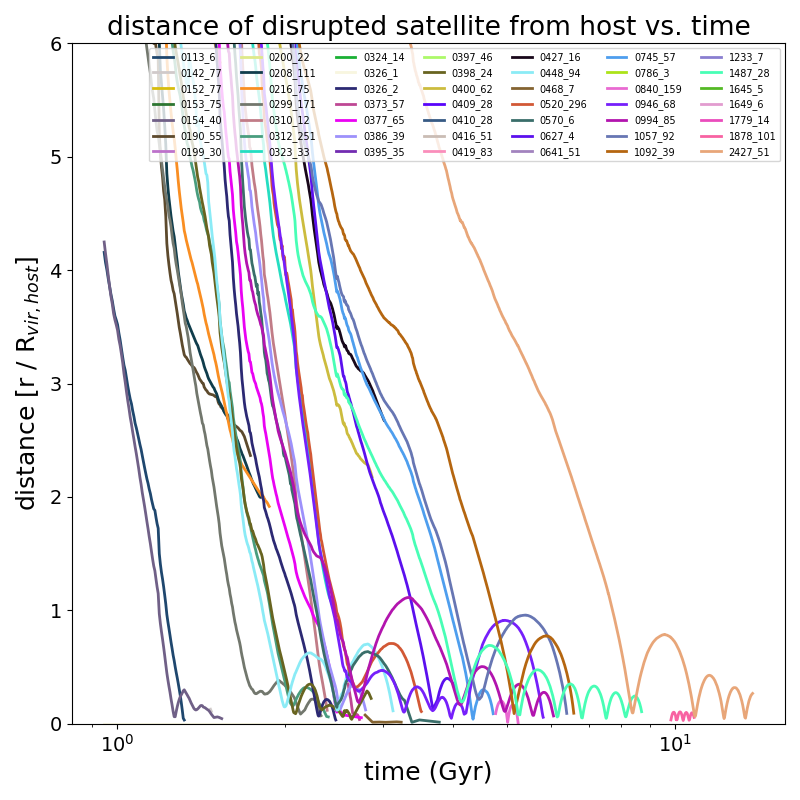 distance of disrupted satellite from host vs. time
distance [r / R_vir,host]
6
5
4
3
2
1
0
0113_6 0200_22 0324_14 0397_46 0427_16 0745_57 1233_7
0142_77 0208_111 0326_1 0398_24 0448_94 0786_3 1487_28
0152_77 0216_75 0326_2 0400_62 0468_7 0840_159 1645_5
0153_75 0299_171 0373_57 0409_28 0520_296 0946_68 1649_6
0154_40 0310_12 0377_65 0410_28 0570_6 0994_85 1779_14
0190_55 0312_251 0386_39 0416_51 0627_4 1057_92 1878_101
0199_30 0323_33 0395_35 0419_83 0641_51 1092_39 2427_51
10⁰ 10¹
time (Gyr)